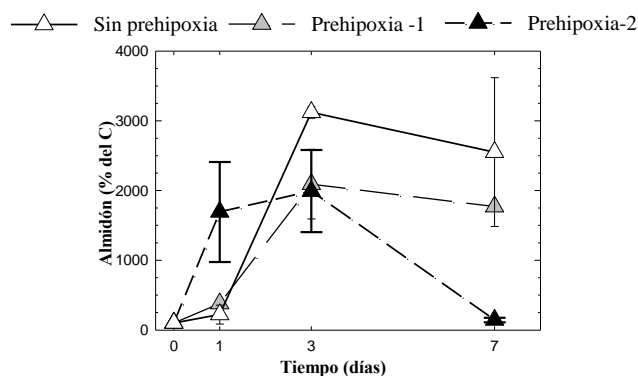 Sin prehipoxia Prehipoxia -1 Prehipoxia-2
4000
3000
2000
1000
0
Almidón (% del C)
0 1 3 7
Tiempo (días)